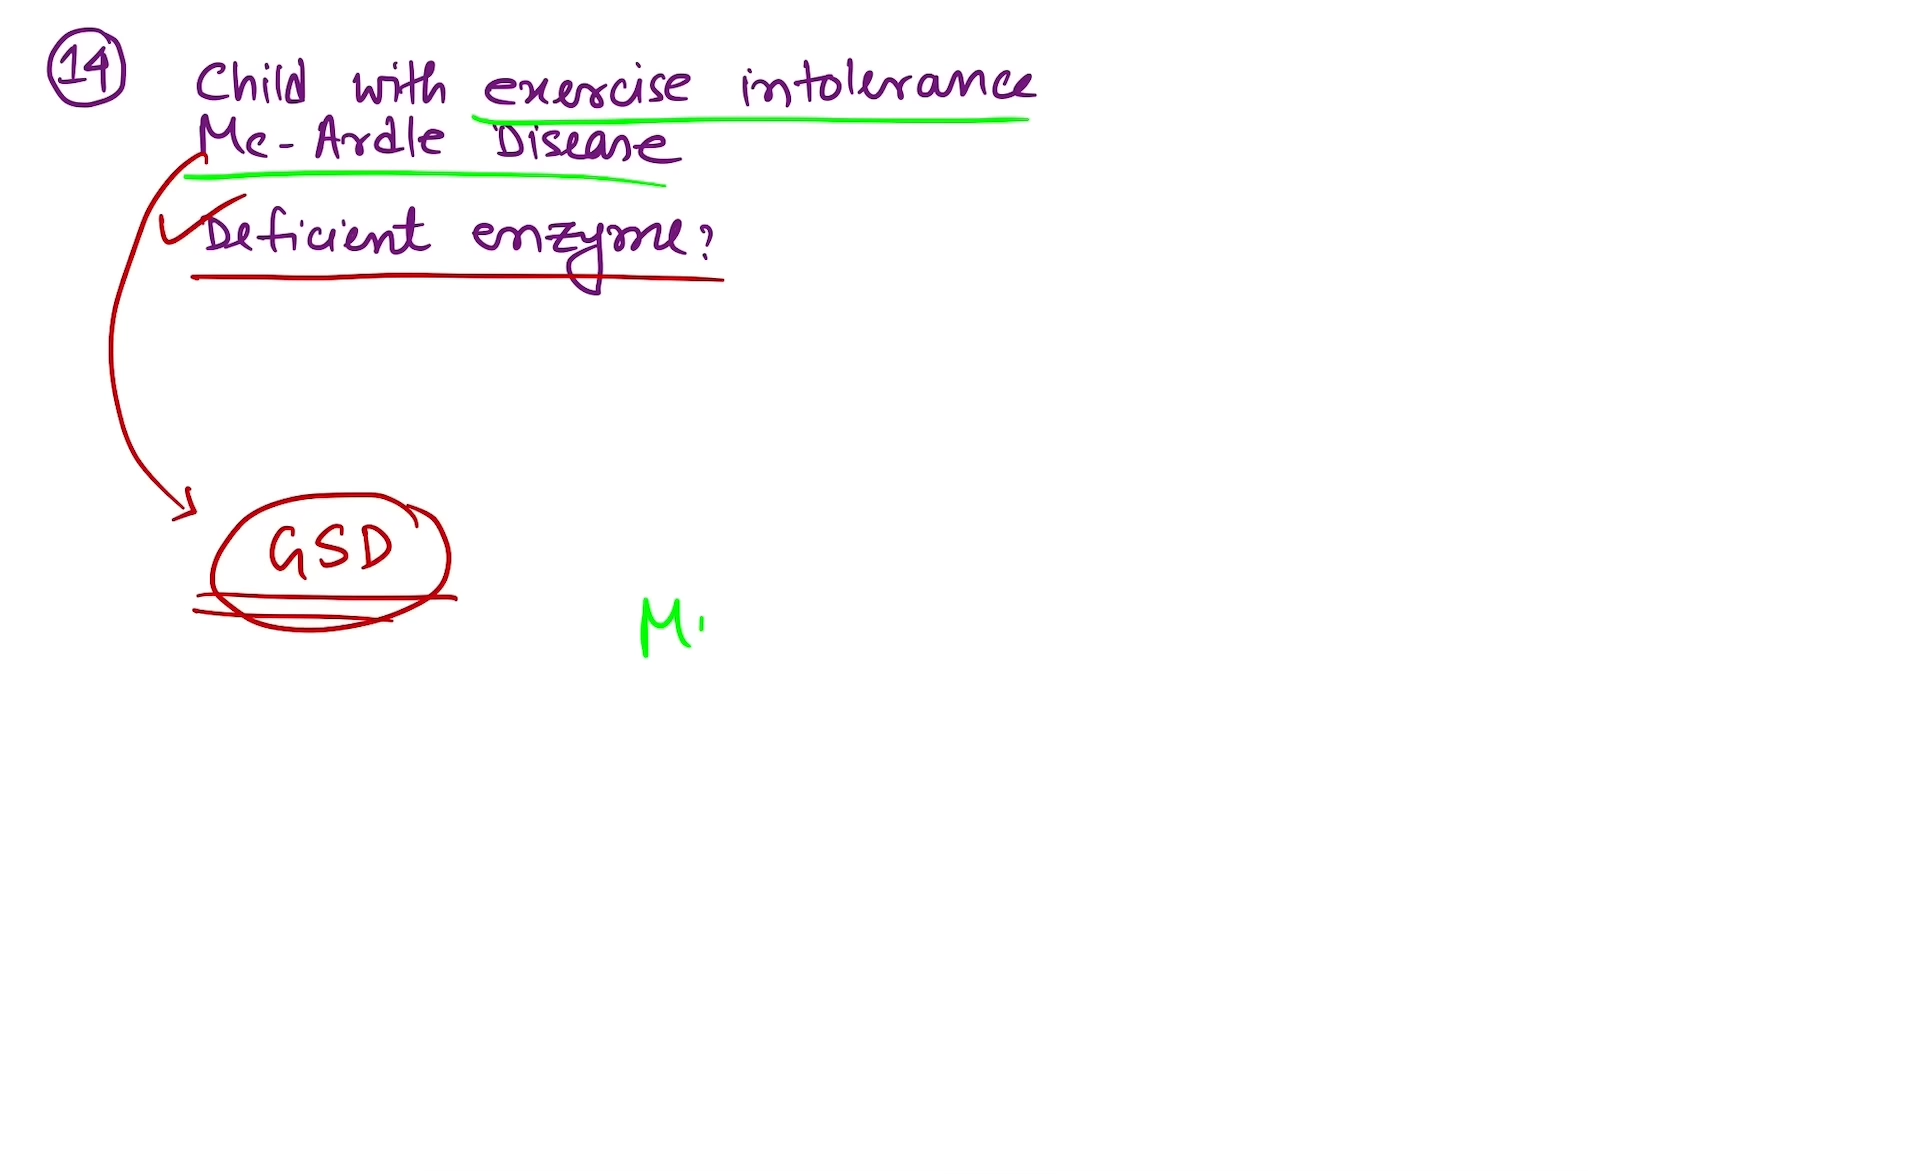 14
Child with exercise intolerance
Mc-Ardle Disease
Deficient enzyme?
GSD
M